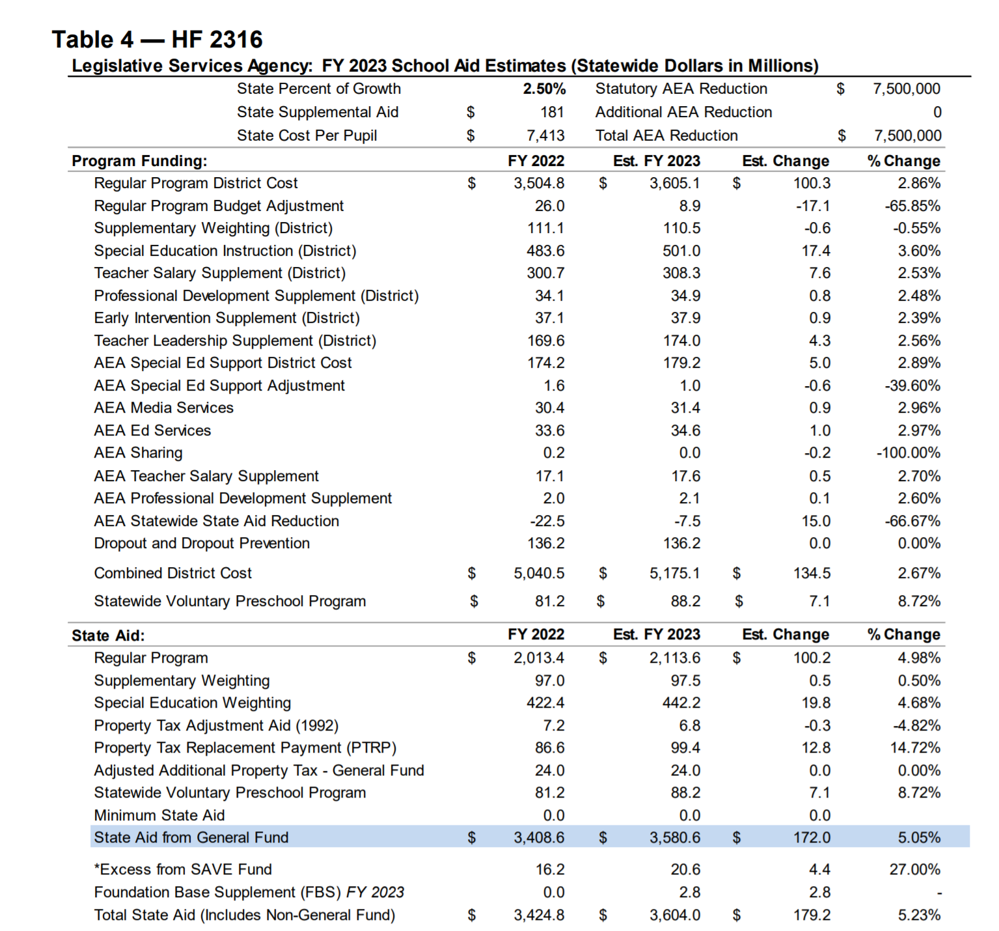 Table 4 — HF 2316
Legislative Services Agency: FY 2023 School Aid Estimates (Statewide Dollars in Millions)
State Percent of Growth 2.50% Statutory AEA Reduction $ 7,500,000
State Supplemental Aid $ 181 Additional AEA Reduction 0
State Cost Per Pupil $ 7,413 Total AEA Reduction $ 7,500,000
Program Funding: FY 2022 Est. FY 2023 Est. Change % Change
Regular Program District Cost $ 3,504.8 $ 3,605.1 $ 100.3 2.86%
Regular Program Budget Adjustment 26.0 8.9 -17.1 -65.85%
Supplementary Weighting (District) 111.1 110.5 -0.6 -0.55%
Special Education Instruction (District) 483.6 501.0 17.4 3.60%
Teacher Salary Supplement (District) 300.7 308.3 7.6 2.53%
Professional Development Supplement (District) 34.1 34.9 0.8 2.48%
Early Intervention Supplement (District) 37.1 37.9 0.9 2.39%
Teacher Leadership Supplement (District) 169.6 174.0 4.3 2.56%
AEA Special Ed Support District Cost 174.2 179.2 5.0 2.89%
AEA Special Ed Support Adjustment 1.6 1.0 -0.6 -39.60%
AEA Media Services 30.4 31.4 0.9 2.96%
AEA Ed Services 33.6 34.6 1.0 2.97%
AEA Sharing 0.2 0.0 -0.2 -100.00%
AEA Teacher Salary Supplement 17.1 17.6 0.5 2.70%
AEA Professional Development Supplement 2.0 2.1 0.1 2.60%
AEA Statewide State Aid Reduction -22.5 -7.5 15.0 -66.67%
Dropout and Dropout Prevention 136.2 136.2 0.0 0.00%
Combined District Cost $ 5,040.5 $ 5,175.1 $ 134.5 2.67%
Statewide Voluntary Preschool Program $ 81.2 $ 88.2 $ 7.1 8.72%
State Aid: FY 2022 Est. FY 2023 Est. Change % Change
Regular Program $ 2,013.4 $ 2,113.6 $ 100.2 4.98%
Supplementary Weighting 97.0 97.5 0.5 0.50%
Special Education Weighting 422.4 442.2 19.8 4.68%
Property Tax Adjustment Aid (1992) 7.2 6.8 -0.3 -4.82%
Property Tax Replacement Payment (PTRP) 86.6 99.4 12.8 14.72%
Adjusted Additional Property Tax - General Fund 24.0 24.0 0.0 0.00%
Statewide Voluntary Preschool Program 81.2 88.2 7.1 8.72%
Minimum State Aid 0.0 0.0 0.0
State Aid from General Fund $ 3,408.6 $ 3,580.6 $ 172.0 5.05%
*Excess from SAVE Fund 16.2 20.6 4.4 27.00%
Foundation Base Supplement (FBS) FY 2023 0.0 2.8 2.8 -
Total State Aid (Includes Non-General Fund) $ 3,424.8 $ 3,604.0 $ 179.2 5.23%